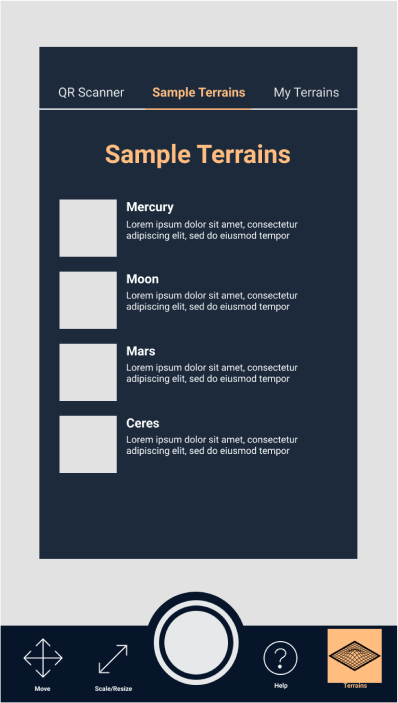 QR Scanner
Sample Terrains
My Terrains
Sample Terrains
Mercury
Lorem ipsum dolor sit amet, consectetur
adipiscing elit, sed do eiusmod tempor
Moon
Lorem ipsum dolor sit amet, consectetur
adipiscing elit, sed do eiusmod tempor
Mars
Lorem ipsum dolor sit amet, consectetur
adipiscing elit, sed do eiusmod tempor
Ceres
Lorem ipsum dolor sit amet, consectetur
adipiscing elit, sed do eiusmod tempor
?
Move
Scale/Resize
Help
Terrains